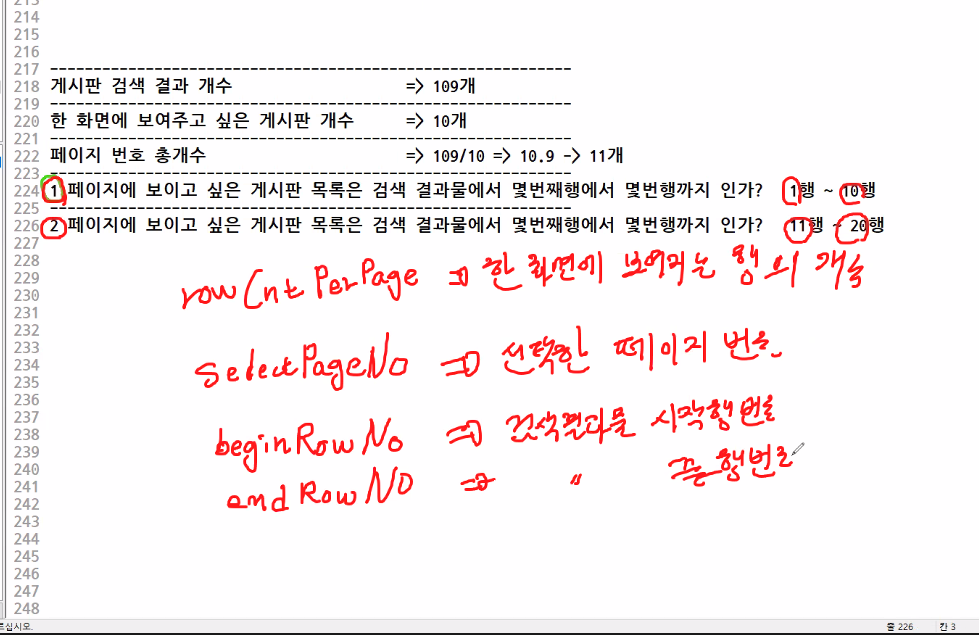 213
214
215
216
217 ------------------------------------------------------------
218 게시판 검색 결과 개수 => 109개
219 ------------------------------------------------------------
220 한 화면에 보여주고 싶은 게시판 개수 => 10개
221 ------------------------------------------------------------
222 페이지 번호 총개수 => 109/10 => 10.9 -> 11개
223 ------------------------------------------------------------
224 1페이지에 보이고 싶은 게시판 목록은 검색 결과물에서 몇번째행에서 몇번행까지 인가? 1행 ~ 10행
225 ------------------------------------------------------------
226 2페이지에 보이고 싶은 게시판 목록은 검색 결과물에서 몇번째행에서 몇번행까지 인가? 11행 ~ 20행
227
228
229 rowCntPerPage => 한 화면에 보여지는 행의 개수
230
231
232
233
234 selectPageNo => 선택한 페이지 번호
235
236
237
238 beginRowNo => 검색결과물 시작행번호
239
240
241 endRowNo => 〃 끝행번호
242
243
244
245
246
247
248
트십시오. 줄 226 칸 3